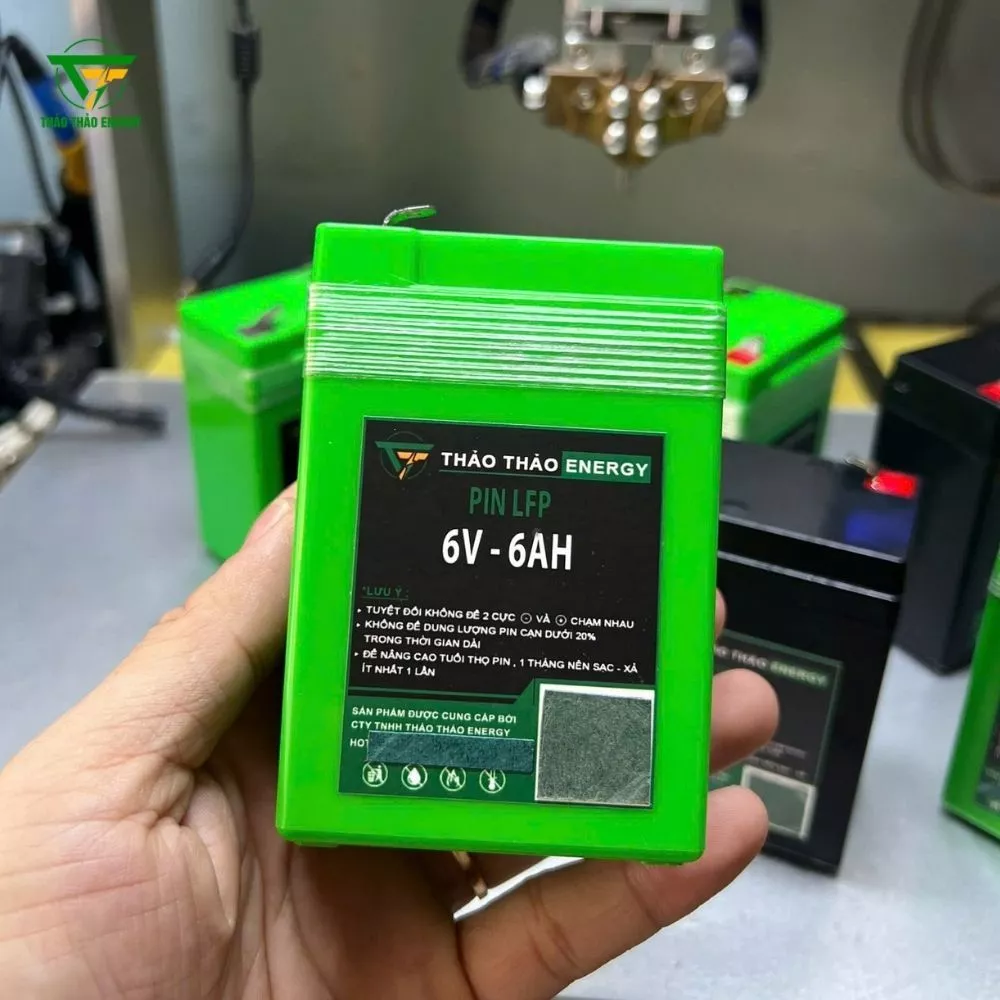 THẢO THẢO ENERGY
THẢO THẢO ENERGY
PIN LFP
6V - 6AH
*LƯU Ý :
TUYỆT ĐỐI KHÔNG ĐỂ 2 CỰC ⊖ VÀ ⊕ CHẠM NHAU
KHÔNG ĐỂ DUNG LƯỢNG PIN CẠN DƯỚI 20%
TRONG THỜI GIAN DÀI
ĐỂ NÂNG CAO TUỔI THỌ PIN , 1 THÁNG NÊN SẠC - XẢ
ÍT NHẤT 1 LẦN
SẢN PHẨM ĐƯỢC CUNG CẤP BỞI
CTY TNHH THẢO THẢO ENERGY
HOT
THẢO ENERGY